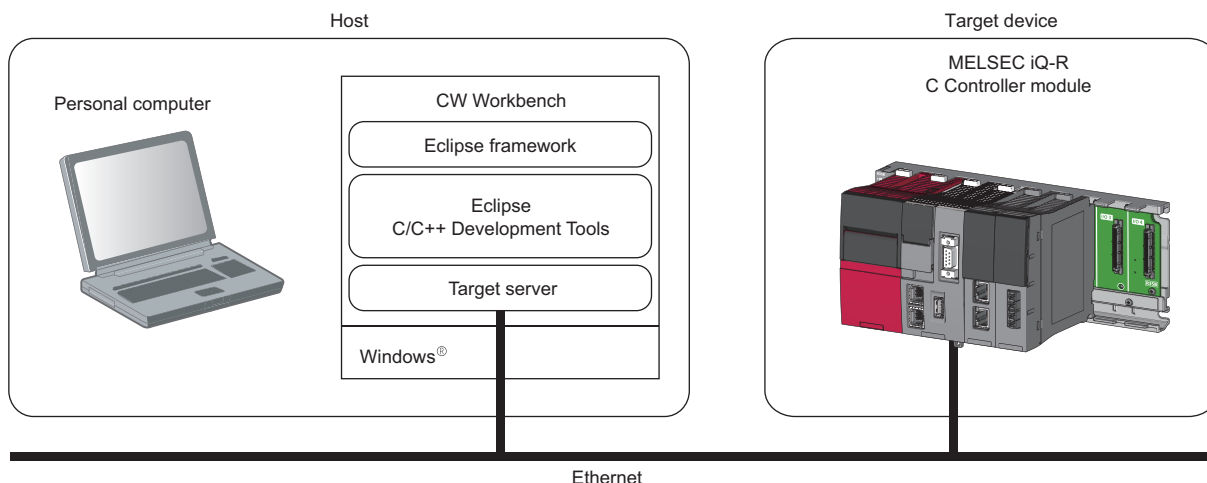 Host
Target device
Personal computer
CW Workbench
Eclipse framework
Eclipse
C/C++ Development Tools
Target server
Windows®
MELSEC iQ-R
C Controller module
Ethernet